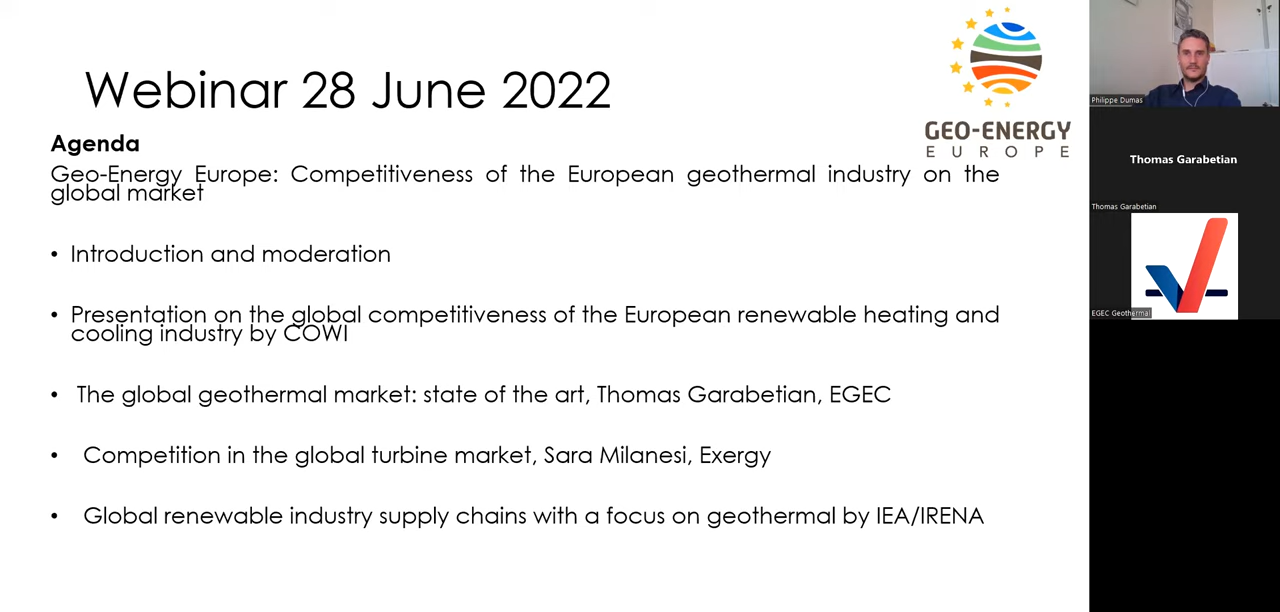 Webinar 28 June 2022
GEO-ENERGY
EUROPE
Agenda
Geo-Energy Europe: Competitiveness of the European geothermal industry on the
global market
• Introduction and moderation
• Presentation on the global competitiveness of the European renewable heating and
cooling industry by COWI
• The global geothermal market: state of the art, Thomas Garabetian, EGEC
• Competition in the global turbine market, Sara Milanesi, Exergy
• Global renewable industry supply chains with a focus on geothermal by IEA/IRENA
Philippe Dumas
Thomas Garabetian
Thomas Garabetian
EGEC Geothermal